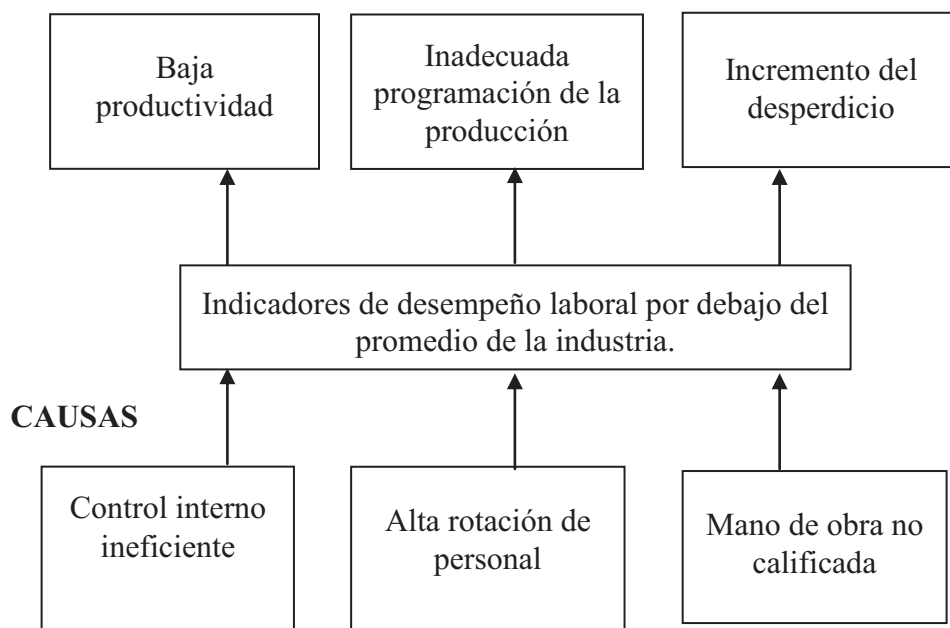 Baja
productividad
Inadecuada
programación de la
producción
Incremento del
desperdicio
Indicadores de desempeño laboral por debajo del
promedio de la industria.
CAUSAS
Control interno
ineficiente
Alta rotación de
personal
Mano de obra no
calificada